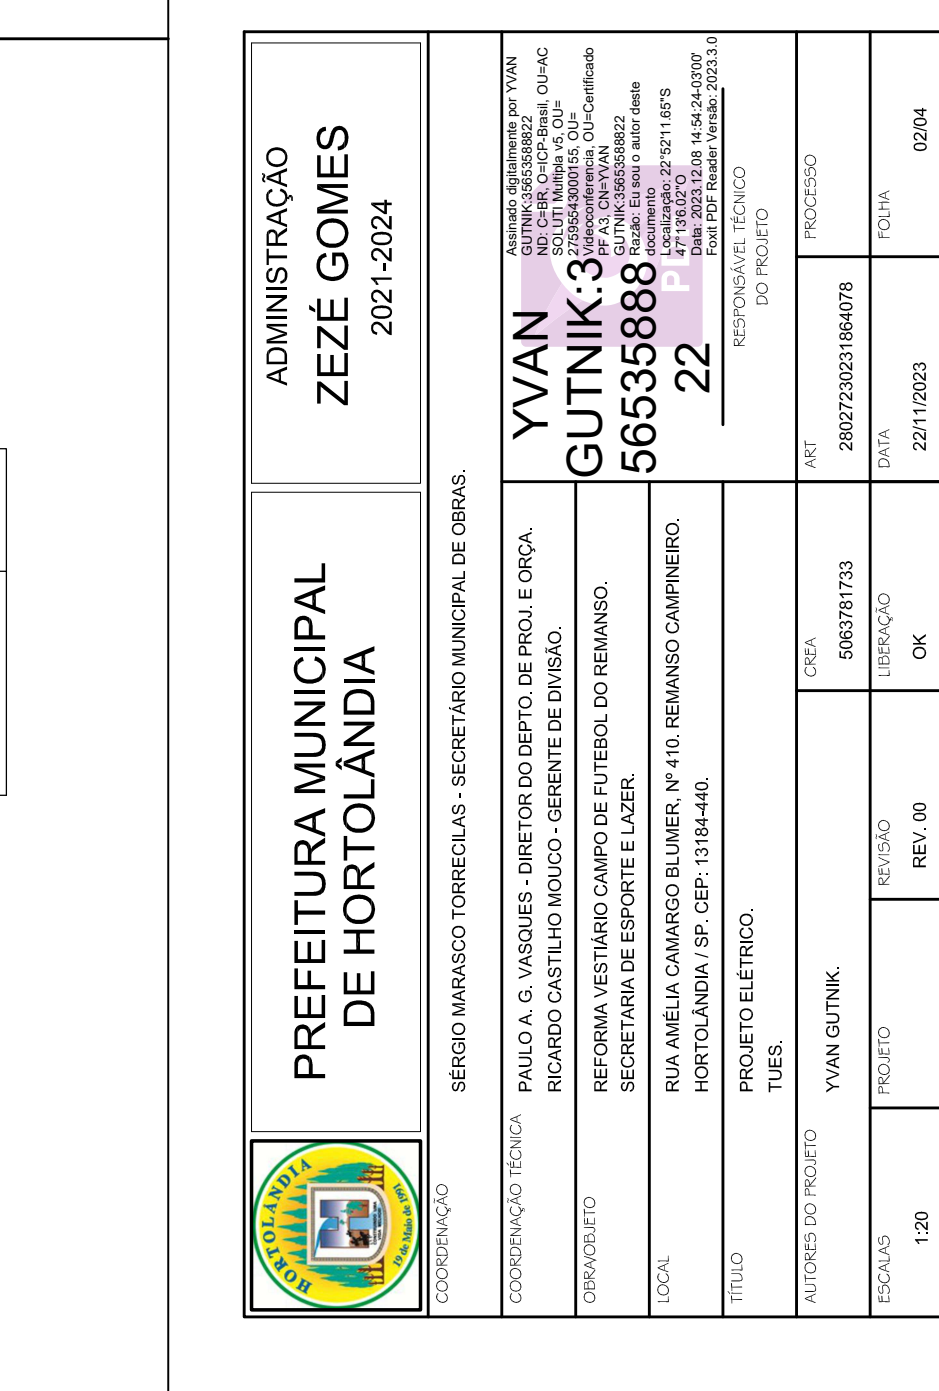 HORTOLÂNDIA
19 de Maio de 1991
PREFEITURA MUNICIPAL
DE HORTOLÂNDIA
ADMINISTRAÇÃO
ZEZÉ GOMES
2021-2024
COORDENAÇÃO
SÉRGIO MARASCO TORRECILAS - SECRETÁRIO MUNICIPAL DE OBRAS.
COORDENAÇÃO TÉCNICA
PAULO A. G. VASQUES - DIRETOR DO DEPTO. DE PROJ. E ORÇA.
RICARDO CASTILHO MOUCO - GERENTE DE DIVISÃO.
OBRA/OBJETO
REFORMA VESTIÁRIO CAMPO DE FUTEBOL DO REMANSO.
SECRETARIA DE ESPORTE E LAZER.
LOCAL
RUA AMÉLIA CAMARGO BLUMER, Nº 410. REMANSO CAMPINEIRO.
HORTOLÂNDIA / SP. CEP: 13184-440.
TÍTULO
PROJETO ELÉTRICO.
TUES.
YVAN
GUTNIK:3
56535888
22
Assinado digitalmente por YVAN
GUTNIK:35653588822
ND: C=BR, O=ICP-Brasil, OU=AC
SOLUTI Multipla v5, OU=
27595543000155, OU=
Videoconferencia, OU=Certificado
PF A3, CN=YVAN
GUTNIK:35653588822
Razão: Eu sou o autor deste
documento
Localização: 22°52'11.65"S
47°13'6.02"O
Data: 2023.12.08 14:54:24-03'00'
Foxit PDF Reader Versão: 2023.3.0
RESPONSÁVEL TÉCNICO
DO PROJETO
AUTORES DO PROJETO
YVAN GUTNIK.
CREA
5063781733
ART
28027230231864078
PROCESSO
ESCALAS
1:20
PROJETO
REVISÃO
REV. 00
LIBERAÇÃO
OK
DATA
22/11/2023
FOLHA
02/04